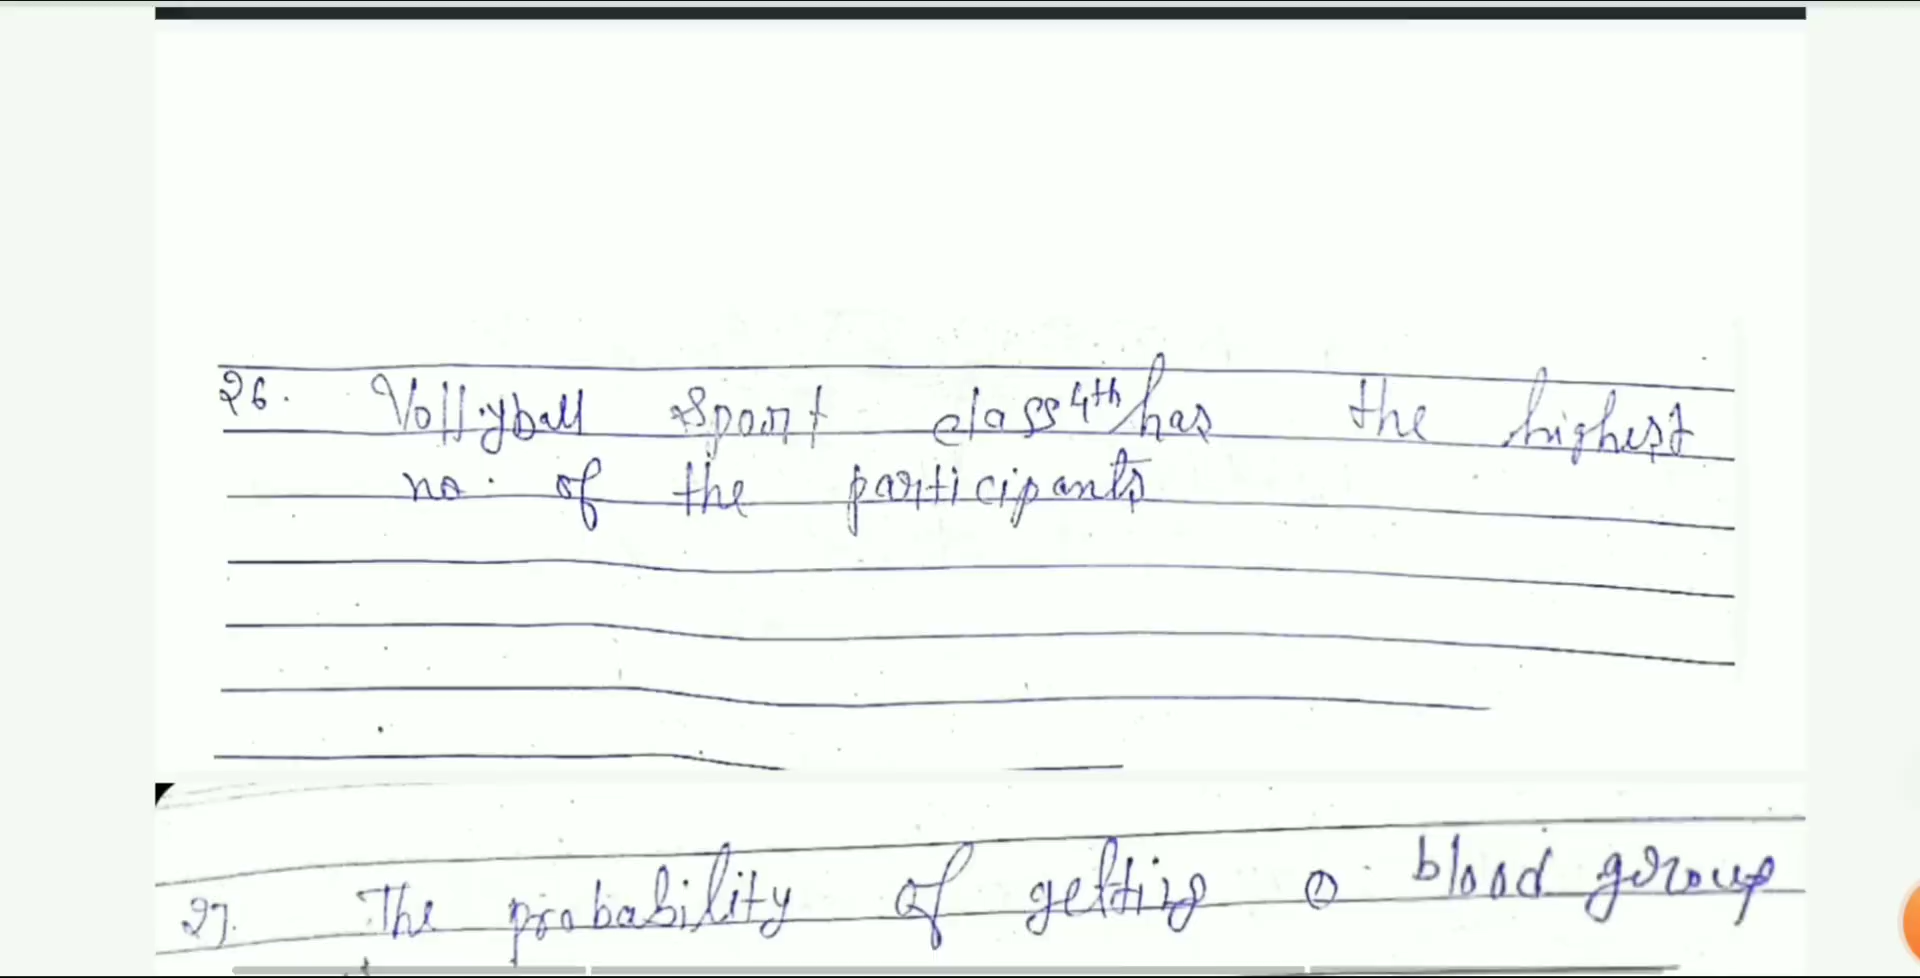 26. Vollyball Sport class 4th has the highest
no. of the participants
27. The probability of getting O blood group